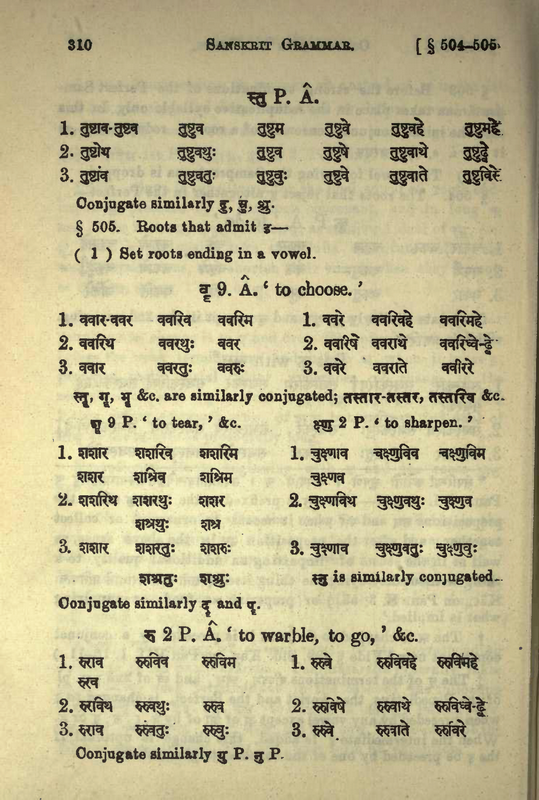 310 SANSKRIT GRAMMAR. [ § 504-505.
स्तु P. Â.
1. तुष्टाव-तुष्टव तुष्टुव तुष्टुम तुष्टुवे तुष्टुवहे तुष्टुमहे
2. तुष्टोथ तुष्टुवथुः तुष्टुव तुष्टुषे तुष्टुवाथे तुष्टुढ्वे
3. तुष्टाव तुष्टुवतुः तुष्टुवुः तुष्टुवे तुष्टुवाते तुष्टुविरे
Conjugate similarly द्रु, स्रु, श्रु.
§ 505. Roots that admit इ—
( 1 ) Set roots ending in a vowel.
वॄ 9. Â. ‘ to choose. ’
1. ववार-ववर ववरिव ववरिम 1. ववरे ववरिवहे ववरिमहे
2. ववरिथ ववरथुः ववर 2. ववरिषे ववराथे ववरिध्वे-ढ्वे
3. ववार ववरतुः ववरुः 3. ववरे ववराते ववरिरे
स्तॄ, गॄ, &c. are similarly conjugated; तस्तार-तस्तर, तस्तरिव &c.
शॄ 9 P. ‘ to tear, ’ &c. क्ष्णु 2 P. ‘ to sharpen. ’
1. शशार शशरिव शशरिम 1. चुक्ष्णाव चुक्ष्णुविव चुक्ष्णुविम
शशर शश्रिव शश्रिम चुक्ष्णव
2. शशरिथ शशरथुः शशर 2. चुक्ष्णविथ चुक्ष्णुवथुः चुक्ष्णुव
शश्रथुः शश्र
3. शशार शशरतुः शशरुः 3. चुक्ष्णाव चुक्ष्णुवतुः चुक्ष्णुवुः
शश्रतुः शश्रुः स्नु is similarly conjugated.
Conjugate similarly दॄ and पॄ.
रु 2 P. Â. ‘ to warble, to go, ’ &c.
1. रुराव रुरुविव रुरुविम 1. रुरुवे रुरुविवहे रुरुविमहे
रुरव
2. रुरविथ रुरुवथुः रुरुव 2. रुरुविषे रुरुवाथे रुरुविध्वे-ढ्वे
3. रुराव रुरुवतुः रुरुवुः 3. रुरुवे रुरुवाते रुरुविरे
Conjugate similarly यु P. नु P.